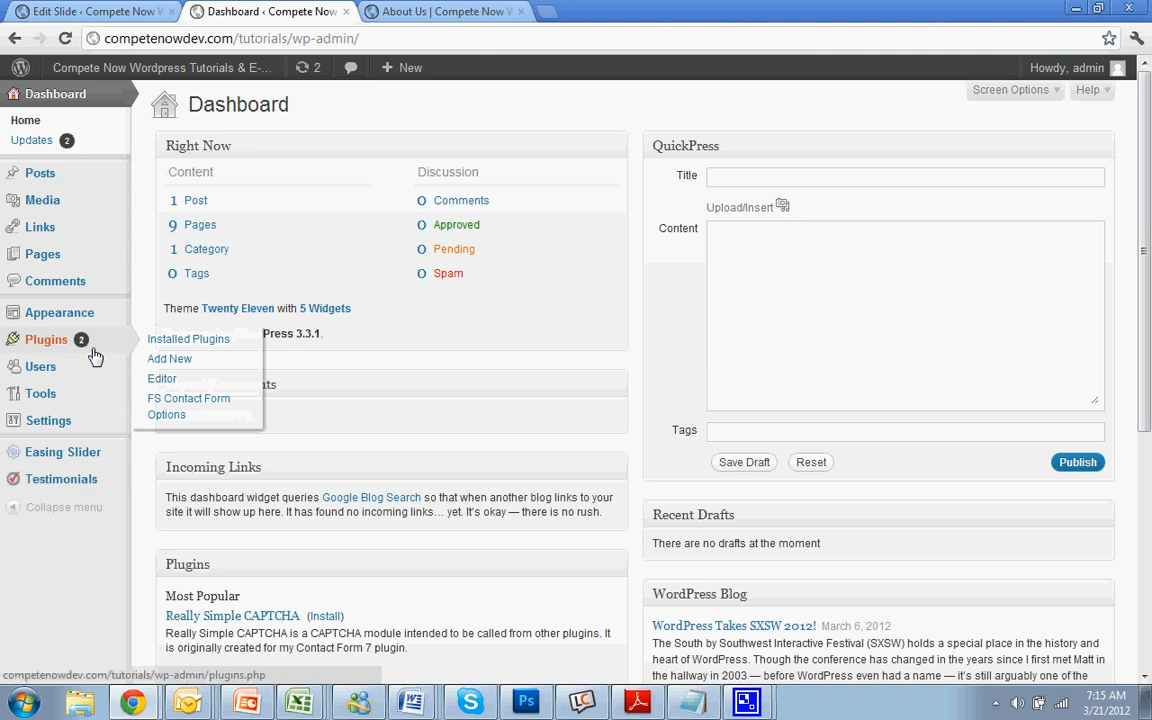 Edit Slide ‹ Compete Now W
Dashboard ‹ Compete Now
About Us | Compete Now W
competenowdev.com/tutorials/wp-admin/
Compete Now Wordpress Tutorials & E-...
2
New
Howdy, admin
Dashboard
Home
Updates 2
Posts
Media
Links
Pages
Comments
Appearance
Plugins 2
Users
Tools
Settings
Easing Slider
Testimonials
Collapse menu
Installed Plugins
Add New
Editor
FS Contact Form
Options
Dashboard
Screen Options
Help
Right Now
Content
Discussion
1 Post
0 Comments
9 Pages
0 Approved
1 Category
0 Pending
0 Tags
0 Spam
Theme Twenty Eleven with 5 Widgets
Press 3.3.1.
nts
Incoming Links
This dashboard widget queries Google Blog Search so that when another blog links to your
site it will show up here. It has found no incoming links… yet. It's okay — there is no rush.
Plugins
Most Popular
Really Simple CAPTCHA (Install)
Really Simple CAPTCHA is a CAPTCHA module intended to be called from other plugins. It
is originally created for my Contact Form 7 plugin.
QuickPress
Title
Upload/Insert
Content
Tags
Save Draft
Reset
Publish
Recent Drafts
There are no drafts at the moment
WordPress Blog
WordPress Takes SXSW 2012! March 6, 2012
The South by Southwest Interactive Festival (SXSW) holds a special place in the history and
heart of WordPress. Though the conference has changed in the years since I first met Matt in
the hallway in 2003 — before WordPress even had a name — it's still arguably one of the
competenowdev.com/tutorials/wp-admin/plugins.php
7:15 AM
3/21/2012